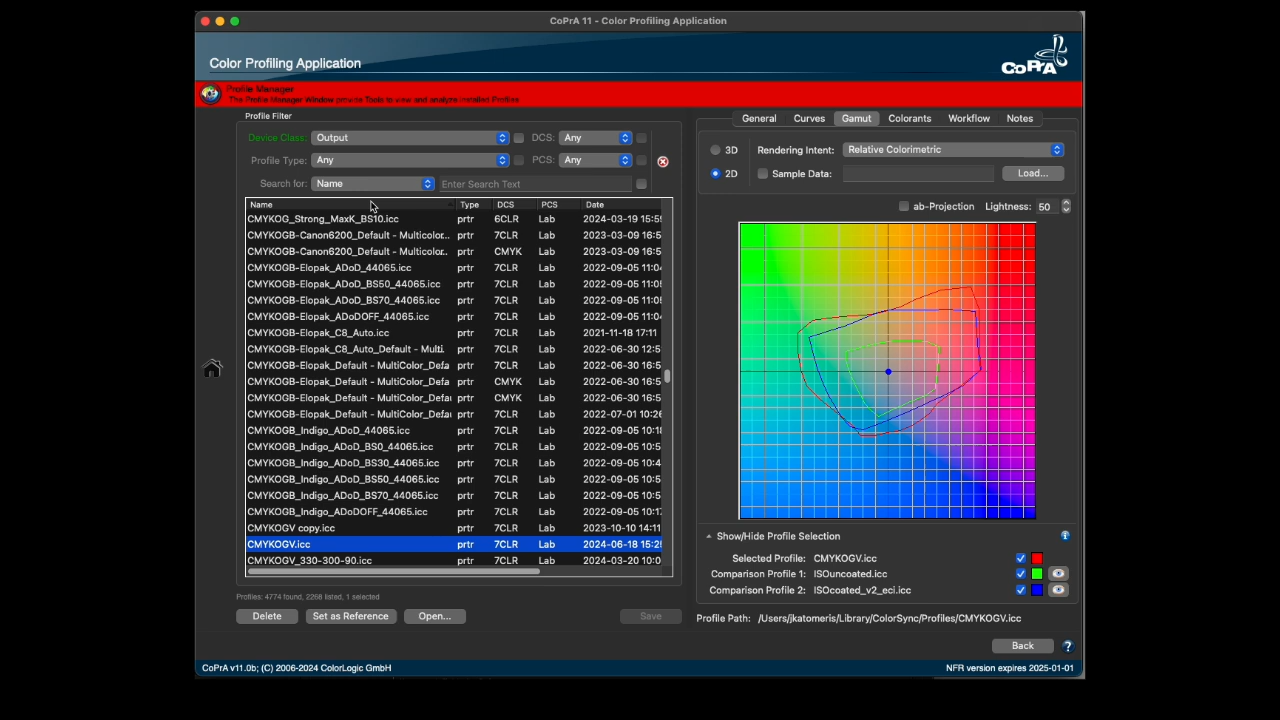 CoPrA 11 - Color Profiling Application
Color Profiling Application
CoPrA
Profile Manager
The Profile Manager Window provide Tools to view and analyze installed Profiles
Profile Filter
Device Class: Output DCS: Any
Profile Type: Any PCS: Any
Search for: Name Enter Search Text
Name Type DCS PCS Date
CMYKOG_Strong_MaxK_BS10.icc prtr 6CLR Lab 2024-03-19 15:59
CMYKOGB-Canon6200_Default - Multicolor... prtr 7CLR Lab 2023-03-09 16:5
CMYKOGB-Canon6200_Default - Multicolor.. prtr CMYK Lab 2023-03-09 16:5
CMYKOGB-Elopak_ADoD_44065.icc prtr 7CLR Lab 2022-09-05 11:04
CMYKOGB-Elopak_ADoD_BS50_44065.icc prtr 7CLR Lab 2022-09-05 11:0
CMYKOGB-Elopak_ADoD_BS70_44065.icc prtr 7CLR Lab 2022-09-05 11:0
CMYKOGB-Elopak_ADoDOFF_44065.icc prtr 7CLR Lab 2022-09-05 11:04
CMYKOGB-Elopak_C8_Auto.icc prtr 7CLR Lab 2021-11-18 17:11
CMYKOGB-Elopak_C8_Auto_Default - Multi. prtr 7CLR Lab 2022-06-30 12:5
CMYKOGB-Elopak_Default - MultiColor_Defa prtr 7CLR Lab 2022-06-30 16:5
CMYKOGB-Elopak_Default - MultiColor_Defa prtr CMYK Lab 2022-06-30 16:5
CMYKOGB-Elopak_Default - MultiColor_Defa prtr CMYK Lab 2022-06-30 16:5
CMYKOGB-Elopak_Default - MultiColor_Defa prtr 7CLR Lab 2022-07-01 10:26
CMYKOGB_Indigo_ADoD_44065.icc prtr 7CLR Lab 2022-09-05 10:18
CMYKOGB_Indigo_ADoD_BS0_44065.icc prtr 7CLR Lab 2022-09-05 10:5
CMYKOGB_Indigo_ADoD_BS30_44065.icc prtr 7CLR Lab 2022-09-05 10:4
CMYKOGB_Indigo_ADoD_BS50_44065.icc prtr 7CLR Lab 2022-09-05 10:5
CMYKOGB_Indigo_ADoD_BS70_44065.icc prtr 7CLR Lab 2022-09-05 10:5
CMYKOGB_Indigo_ADoDOFF_44065.icc prtr 7CLR Lab 2022-09-05 10:17
CMYKOGV copy.icc prtr 7CLR Lab 2023-10-10 14:11
CMYKOGV.icc prtr 7CLR Lab 2024-06-18 15:2
CMYKOGV_330-300-90.icc prtr 7CLR Lab 2024-03-20 10:0
Profiles: 4774 found, 2268 listed, 1 selected
Delete Set as Reference Open... Save
General Curves Gamut Colorants Workflow Notes
3D Rendering Intent: Relative Colorimetric
2D Sample Data: Load...
ab-Projection Lightness: 50
Show/Hide Profile Selection
Selected Profile: CMYKOGV.icc
Comparison Profile 1: ISOuncoated.icc
Comparison Profile 2: ISOcoated_v2_eci.icc
Profile Path: /Users/jkatomeris/Library/ColorSync/Profiles/CMYKOGV.icc
Back ?
CoPrA v11.0b; (C) 2006-2024 ColorLogic GmbH
NFR version expires 2025-01-01